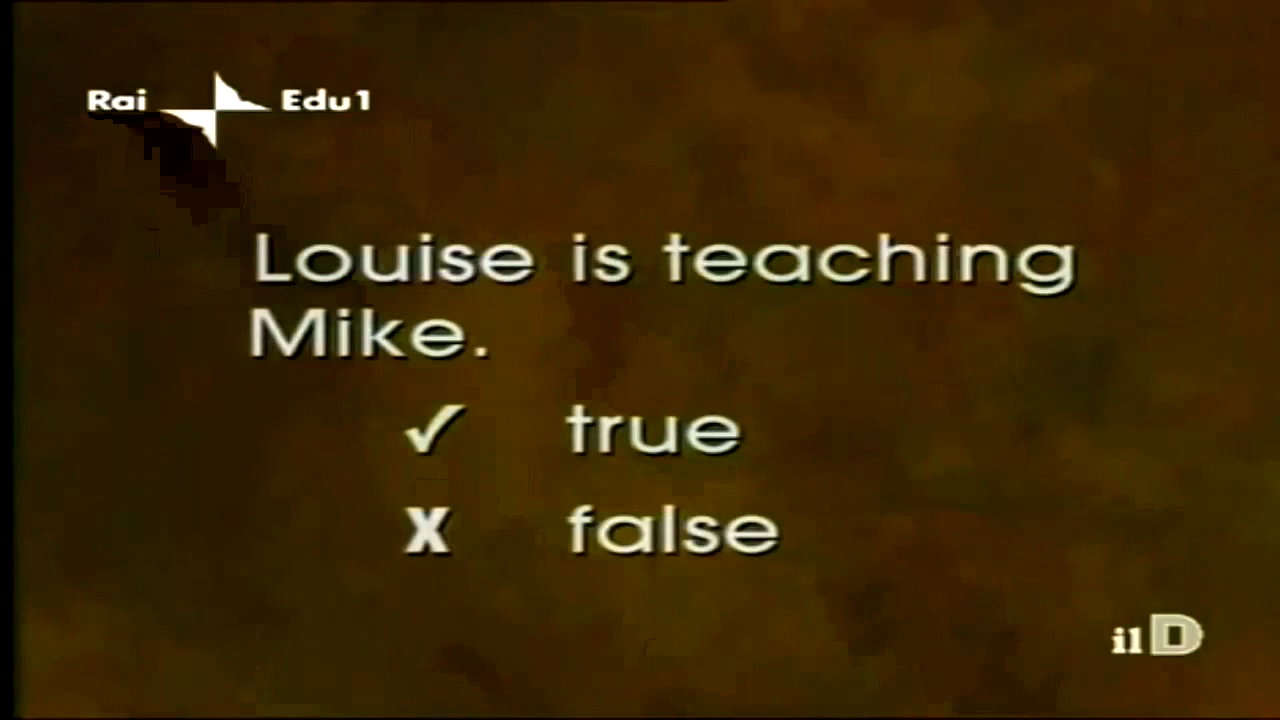 Rai Edu1
Louise is teaching
Mike.
✓ true
X false
il D